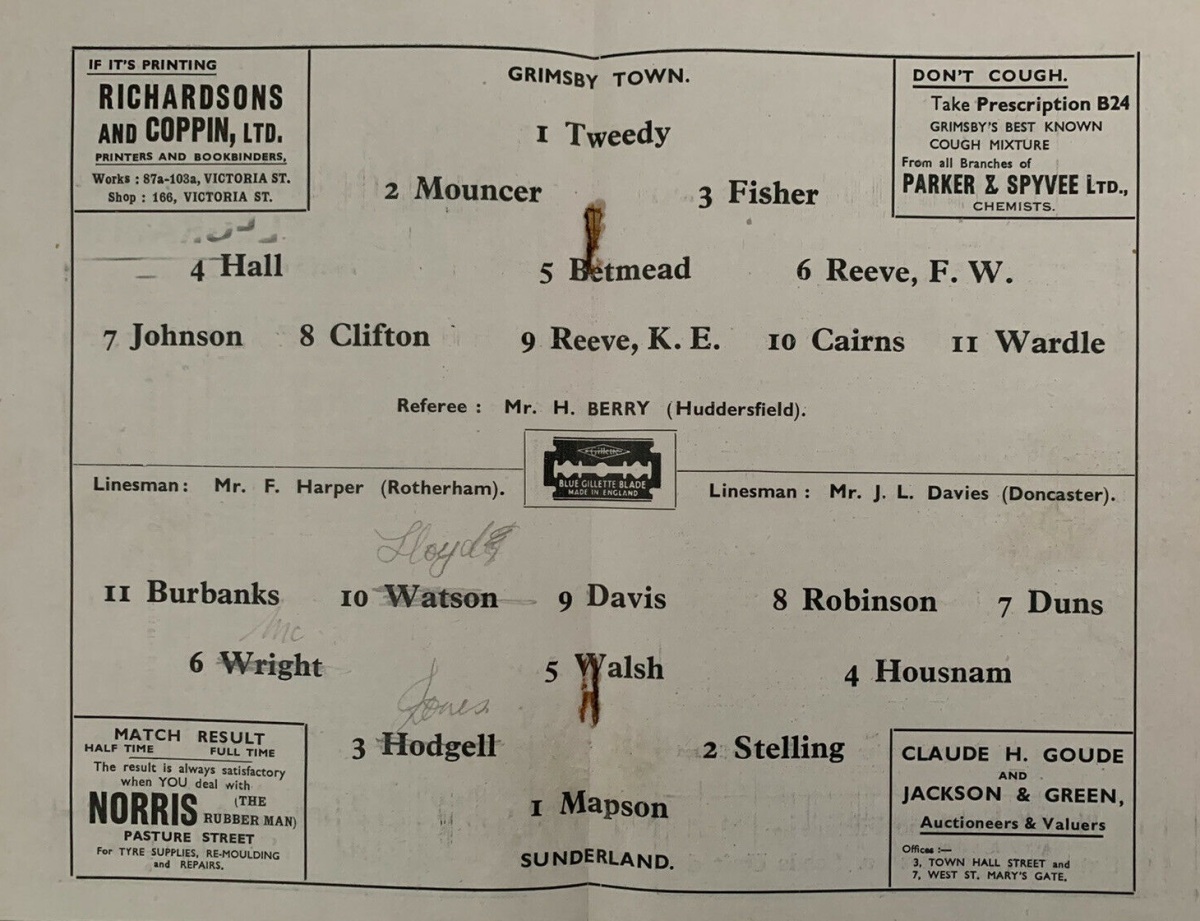 IF IT'S PRINTING
RICHARDSONS
AND COPPIN, LTD.
PRINTERS AND BOOKBINDERS,
Works : 87a-103a, VICTORIA ST.
Shop : 166, VICTORIA ST.
GRIMSBY TOWN.
DON'T COUGH.
Take Prescription B24
GRIMSBY'S BEST KNOWN
COUGH MIXTURE
From all Branches of
PARKER & SPYVEE LTD.,
CHEMISTS.
1 Tweedy
2 Mouncer 3 Fisher
4 Hall 5 Betmead 6 Reeve, F. W.
7 Johnson 8 Clifton 9 Reeve, K. E. 10 Cairns 11 Wardle
Referee : Mr. H. BERRY (Huddersfield).
Gillette
BLUE GILLETTE BLADE
MADE IN ENGLAND
Linesman : Mr. F. Harper (Rotherham). Linesman : Mr. J. L. Davies (Doncaster).
Lloyd
11 Burbanks 10 Watson 9 Davis 8 Robinson 7 Duns
Mc
6 Wright 5 Walsh 4 Housnam
Jones
3 Hodgell 2 Stelling
1 Mapson
SUNDERLAND.
MATCH RESULT
HALF TIME FULL TIME
The result is always satisfactory
when YOU deal with
NORRIS (THE
RUBBER MAN)
PASTURE STREET
For TYRE SUPPLIES, RE-MOULDING
and REPAIRS.
CLAUDE H. GOUDE
AND
JACKSON & GREEN,
Auctioneers & Valuers
Offices :—
3, TOWN HALL STREET and
7, WEST ST. MARY'S GATE.